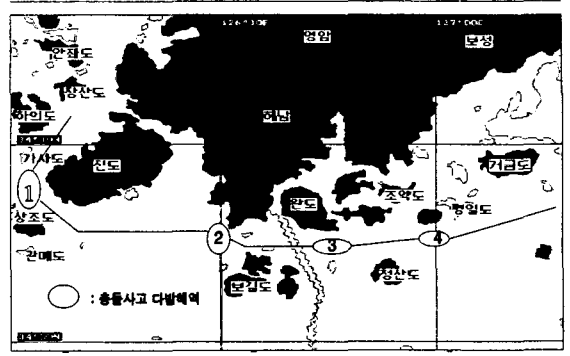 126°10E
127°00E
영암
보성
안좌도
장산도
하의도
해남
가사도
진도
거금도
조약도
완도
평일도
1
상조도
2
3
4
관매도
청산도
보길도
: 충돌사고 다발해역